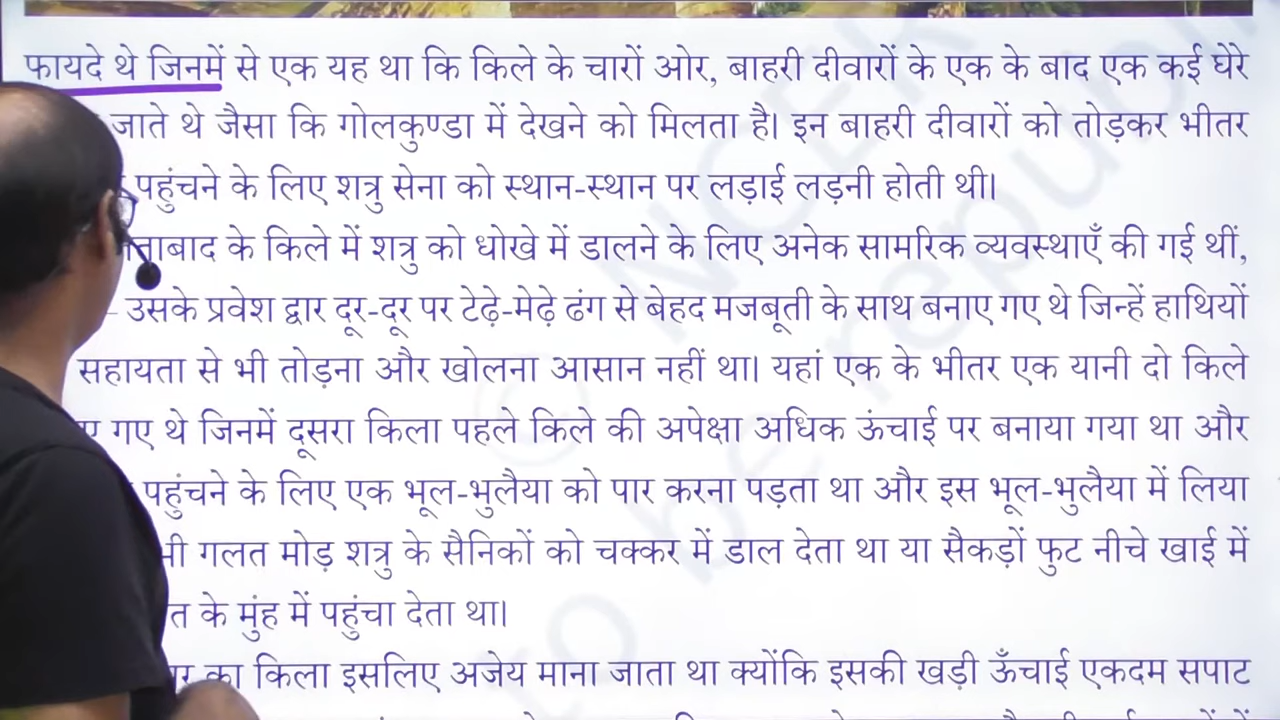 फायदे थे जिनमें से एक यह था कि किले के चारों ओर, बाहरी दीवारों के एक के बाद एक कई घेरे
जाते थे जैसा कि गोलकुण्डा में देखने को मिलता है। इन बाहरी दीवारों को तोड़कर भीतर
पहुंचने के लिए शत्रु सेना को स्थान-स्थान पर लड़ाई लड़नी होती थी।
के किले में शत्रु को धोखे में डालने के लिए अनेक सामरिक व्यवस्थाएँ की गई थीं,
उसके प्रवेश द्वार दूर-दूर पर टेढ़े-मेढ़े ढंग से बेहद मजबूती के साथ बनाए गए थे जिन्हें हाथियों
सहायता से भी तोड़ना और खोलना आसान नहीं था। यहां एक के भीतर एक यानी दो किले
गए थे जिनमें दूसरा किला पहले किले की अपेक्षा अधिक ऊंचाई पर बनाया गया था और
पहुंचने के लिए एक भूल-भुलैया को पार करना पड़ता था और इस भूल-भुलैया में लिया
गलत मोड़ शत्रु के सैनिकों को चक्कर में डाल देता था या सैकड़ों फुट नीचे खाई में
के मुंह में पहुंचा देता था।
का किला इसलिए अजेय माना जाता था क्योंकि इसकी खड़ी ऊँचाई एकदम सपाट